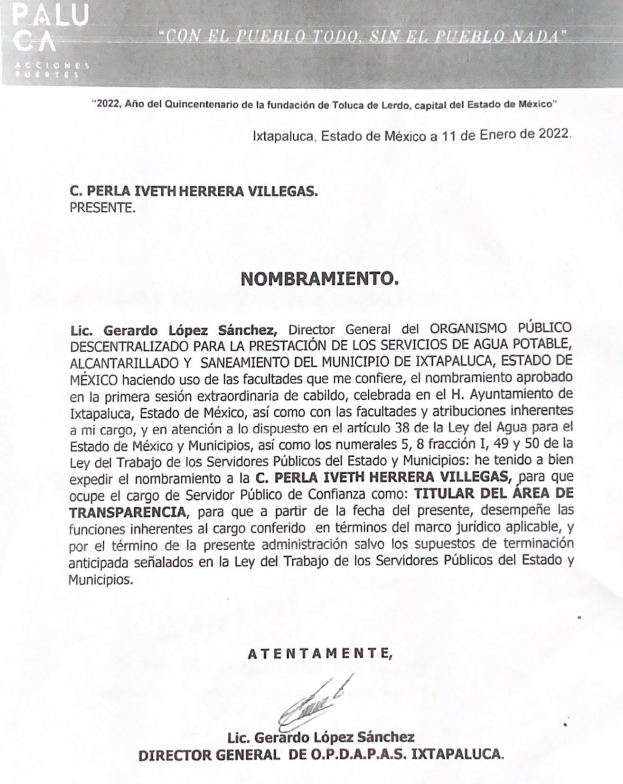 PALU
CA
ACCIONES
FUERTES
"CON EL PUEBLO TODO, SIN EL PUEBLO NADA"
"2022, Año del Quincentenario de la fundación de Toluca de Lerdo, capital del Estado de México"
Ixtapaluca, Estado de México a 11 de Enero de 2022.
C. PERLA IVETH HERRERA VILLEGAS.
PRESENTE.
NOMBRAMIENTO.
Lic. Gerardo López Sánchez, Director General del ORGANISMO PÚBLICO
DESCENTRALIZADO PARA LA PRESTACIÓN DE LOS SERVICIOS DE AGUA POTABLE,
ALCANTARILLADO Y SANEAMIENTO DEL MUNICIPIO DE IXTAPALUCA, ESTADO DE
MÉXICO haciendo uso de las facultades que me confiere, el nombramiento aprobado
en la primera sesión extraordinaria de cabildo, celebrada en el H. Ayuntamiento de
Ixtapaluca, Estado de México, así como con las facultades y atribuciones inherentes
a mi cargo, y en atención a lo dispuesto en el artículo 38 de la Ley del Agua para el
Estado de México y Municipios, así como los numerales 5, 8 fracción I, 49 y 50 de la
Ley del Trabajo de los Servidores Públicos del Estado y Municipios: he tenido a bien
expedir el nombramiento a la C. PERLA IVETH HERRERA VILLEGAS, para que
ocupe el cargo de Servidor Público de Confianza como: TITULAR DEL ÁREA DE
TRANSPARENCIA, para que a partir de la fecha del presente, desempeñe las
funciones inherentes al cargo conferido en términos del marco jurídico aplicable, y
por el término de la presente administración salvo los supuestos de terminación
anticipada señalados en la Ley del Trabajo de los Servidores Públicos del Estado y
Municipios.
ATENTAMENTE,
Lic. Gerardo López Sánchez
DIRECTOR GENERAL DE O.P.D.A.P.A.S. IXTAPALUCA.